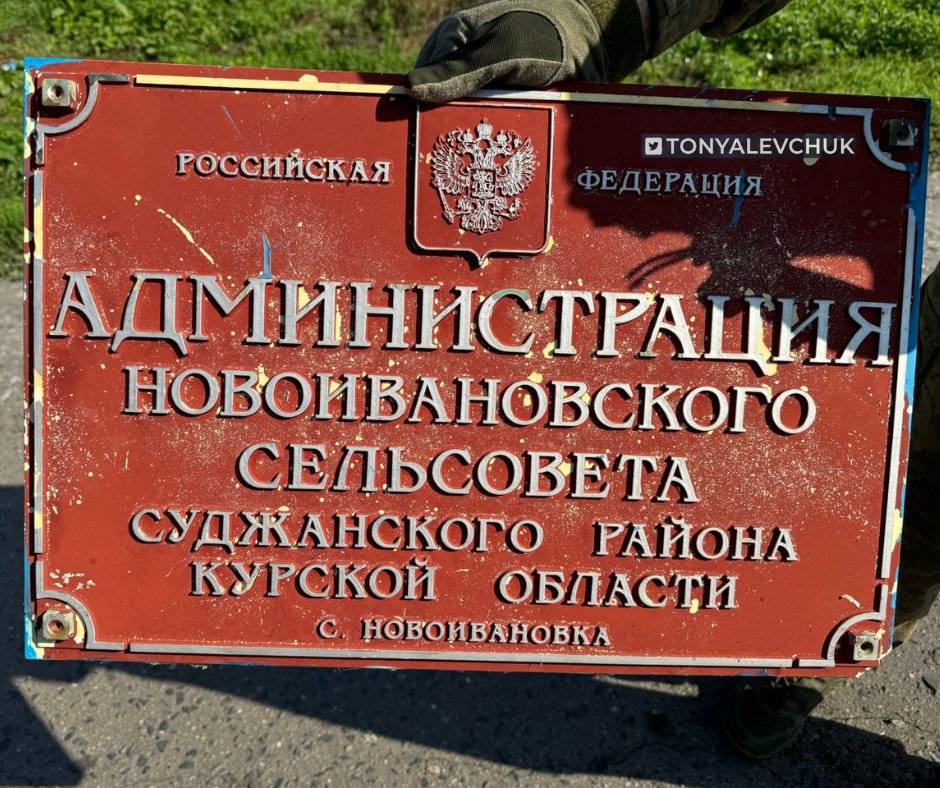 РОССИЙСКАЯ ФЕДЕРАЦИЯ
TONYALEVCHUK
АДМИНИСТРАЦИЯ
НОВОИВАНОВСКОГО
СЕЛЬСОВЕТА
СУДЖАНСКОГО РАЙОНА
КУРСКОЙ ОБЛАСТИ
С. НОВОИВАНОВКА